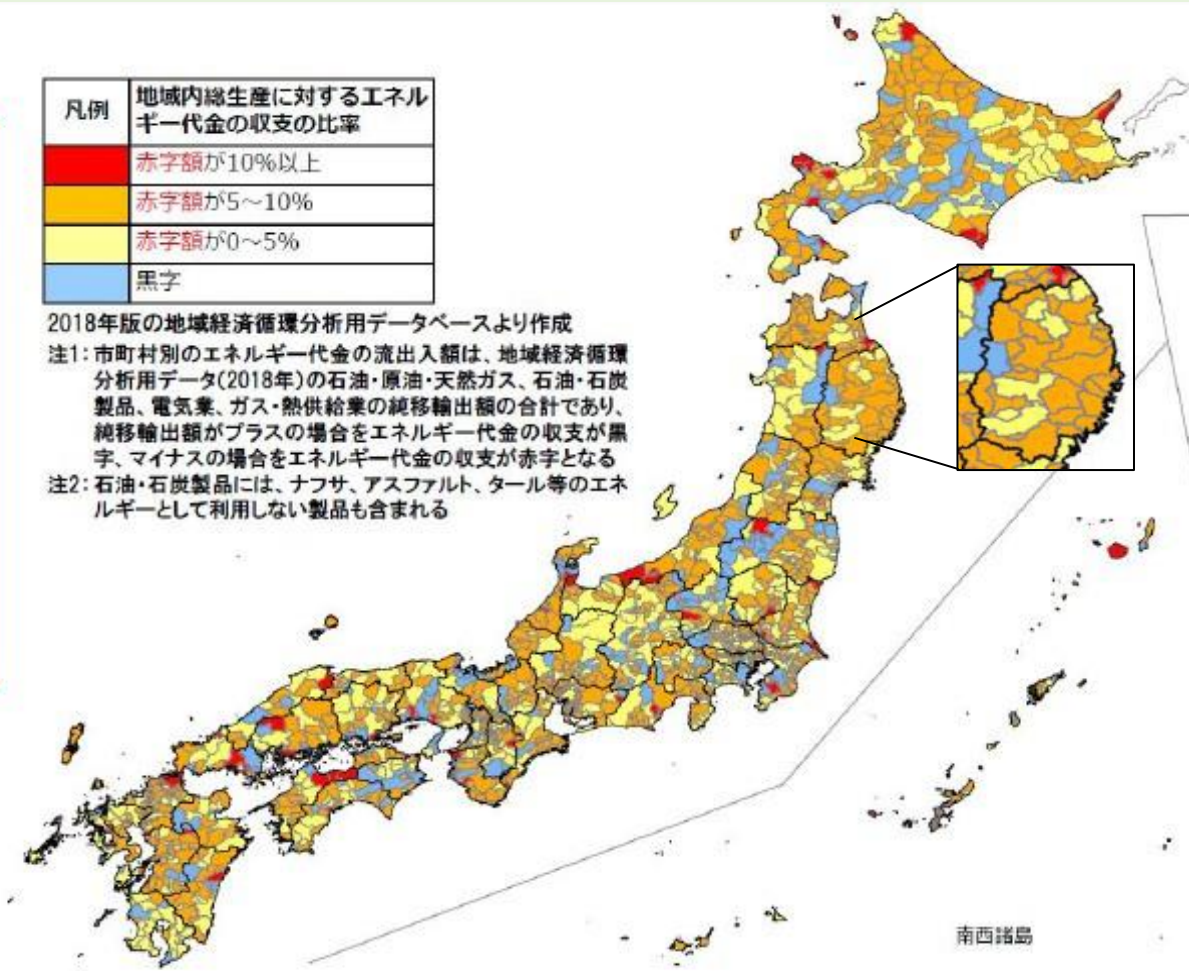 凡例
地域内総生産に対するエネル
ギー代金の収支の比率
赤字額が10%以上
赤字額が5～10%
赤字額が0～5%
黒字
2018年版の地域経済循環分析用データベースより作成
注1：市町村別のエネルギー代金の流出入額は、地域経済循環
分析用データ(2018年)の石油・原油・天然ガス、石油・石炭
製品、電気業、ガス・熱供給業の純移輸出額の合計であり、
純移輸出額がプラスの場合をエネルギー代金の収支が黒
字、マイナスの場合をエネルギー代金の収支が赤字となる
注2：石油・石炭製品には、ナフサ、アスファルト、タール等のエネ
ルギーとして利用しない製品も含まれる
南西諸島